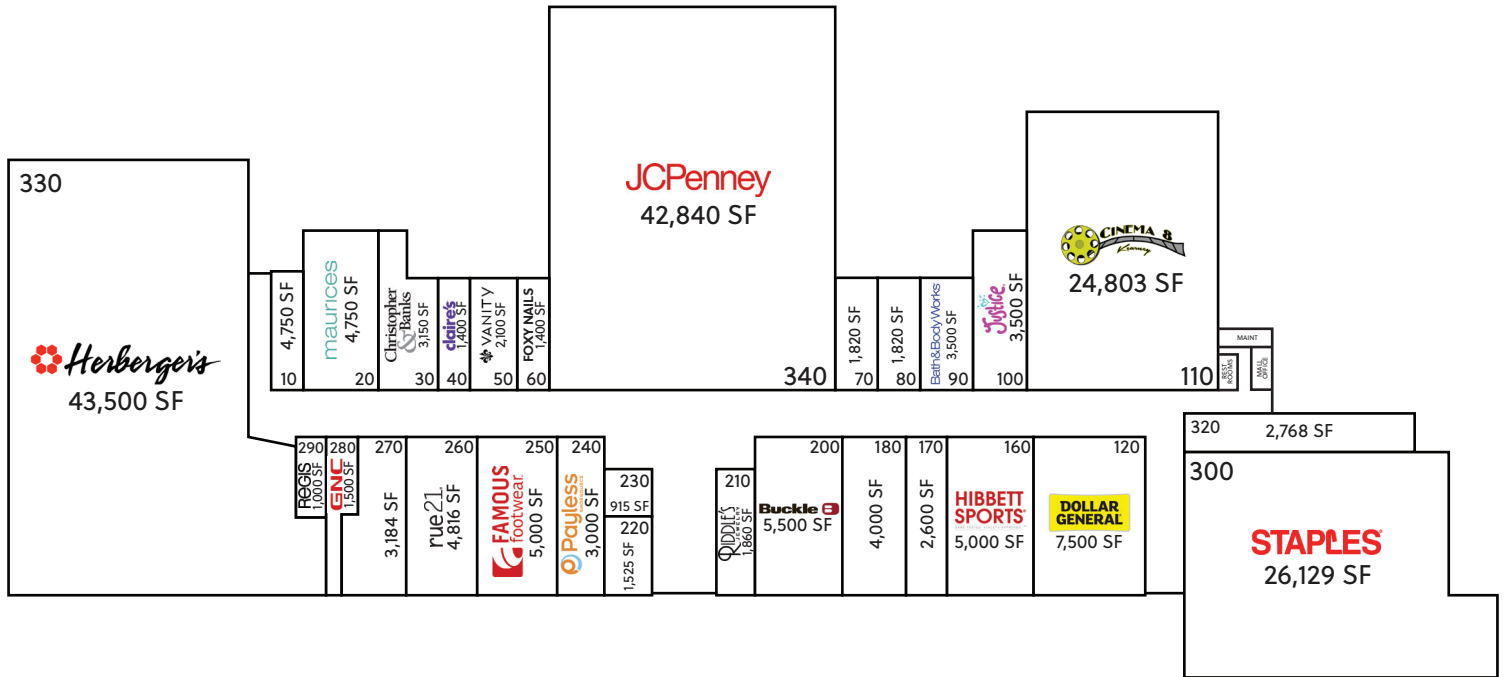 330
Herberger's
43,500 SF
4,750 SF
10
maurices
4,750 SF
20
Christopher
& Banks
3,150 SF
30
claire's
1,400 SF
40
VANITY
2,100 SF
50
FOXY NAILS
1,400 SF
60
JCPenney
42,840 SF
340
1,820 SF
70
1,820 SF
80
Bath&BodyWorks
3,500 SF
90
Justice
3,500 SF
100
CINEMA 8
Kearney
24,803 SF
110
MAINT
REST
ROOMS
MALL
OFFICE
290
REGIS
1,000 SF
280
GNC
1,500 SF
270
3,184 SF
260
rue21
4,816 SF
250
FAMOUS
footwear
5,000 SF
240
Payless
3,000 SF
230
915 SF
220
1,525 SF
210
RIDDLE'S
JEWELRY
1,860 SF
200
Buckle B
5,500 SF
180
4,000 SF
170
2,600 SF
160
HIBBETT
SPORTS
5,000 SF
120
DOLLAR
GENERAL
7,500 SF
320
2,768 SF
300
STAPLES
26,129 SF